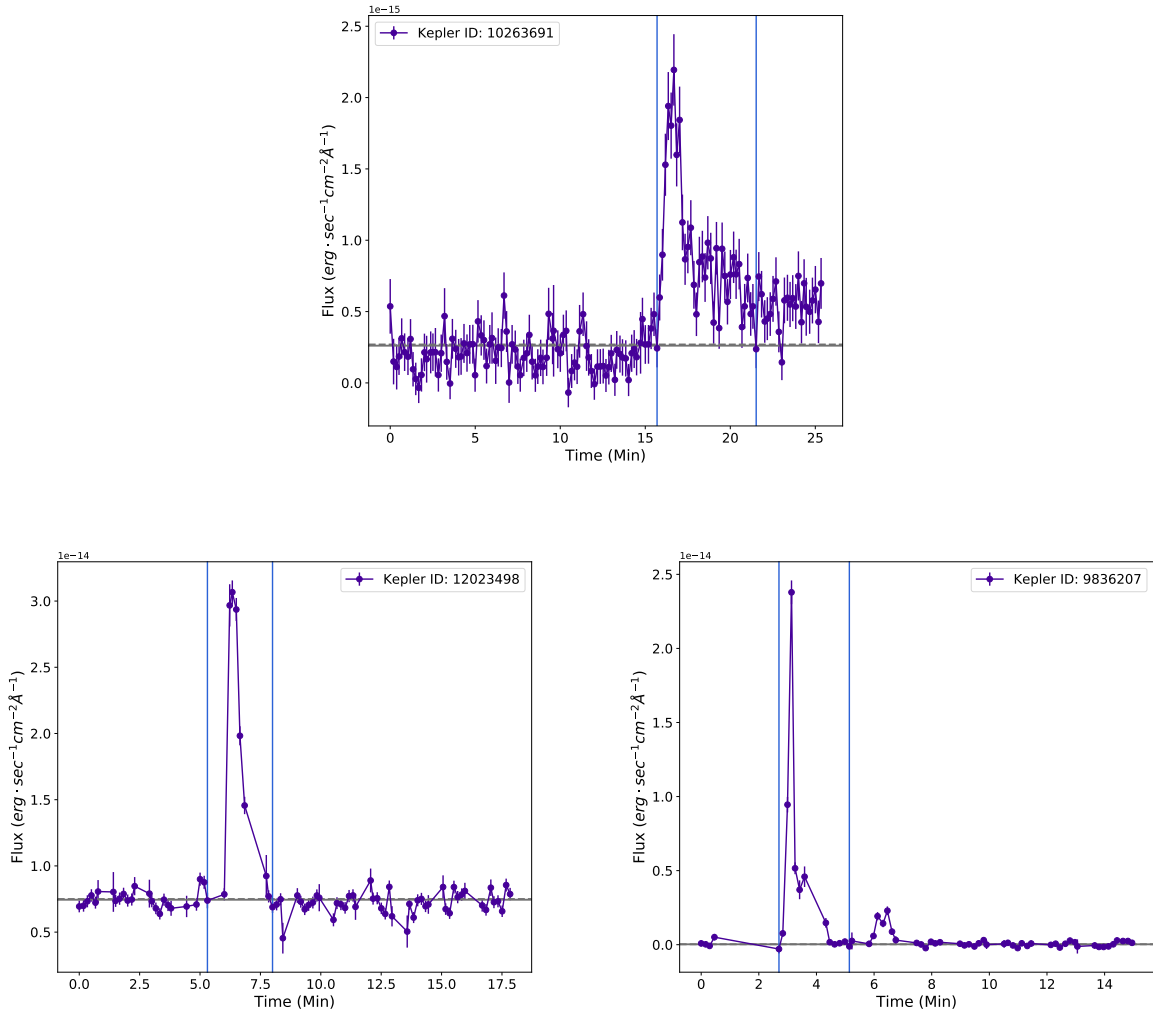 1e−15
Kepler ID: 10263691
2.5
2.0
1.5
1.0
0.5
0.0
Flux (erg · sec⁻¹cm⁻²Å⁻¹)
0 5 10 15 20 25
Time (Min)
1e−14
Kepler ID: 12023498
3.0
2.5
2.0
1.5
1.0
0.5
Flux (erg · sec⁻¹cm⁻²Å⁻¹)
0.0 2.5 5.0 7.5 10.0 12.5 15.0 17.5
Time (Min)
1e−14
Kepler ID: 9836207
2.5
2.0
1.5
1.0
0.5
0.0
Flux (erg · sec⁻¹cm⁻²Å⁻¹)
0 2 4 6 8 10 12 14
Time (Min)